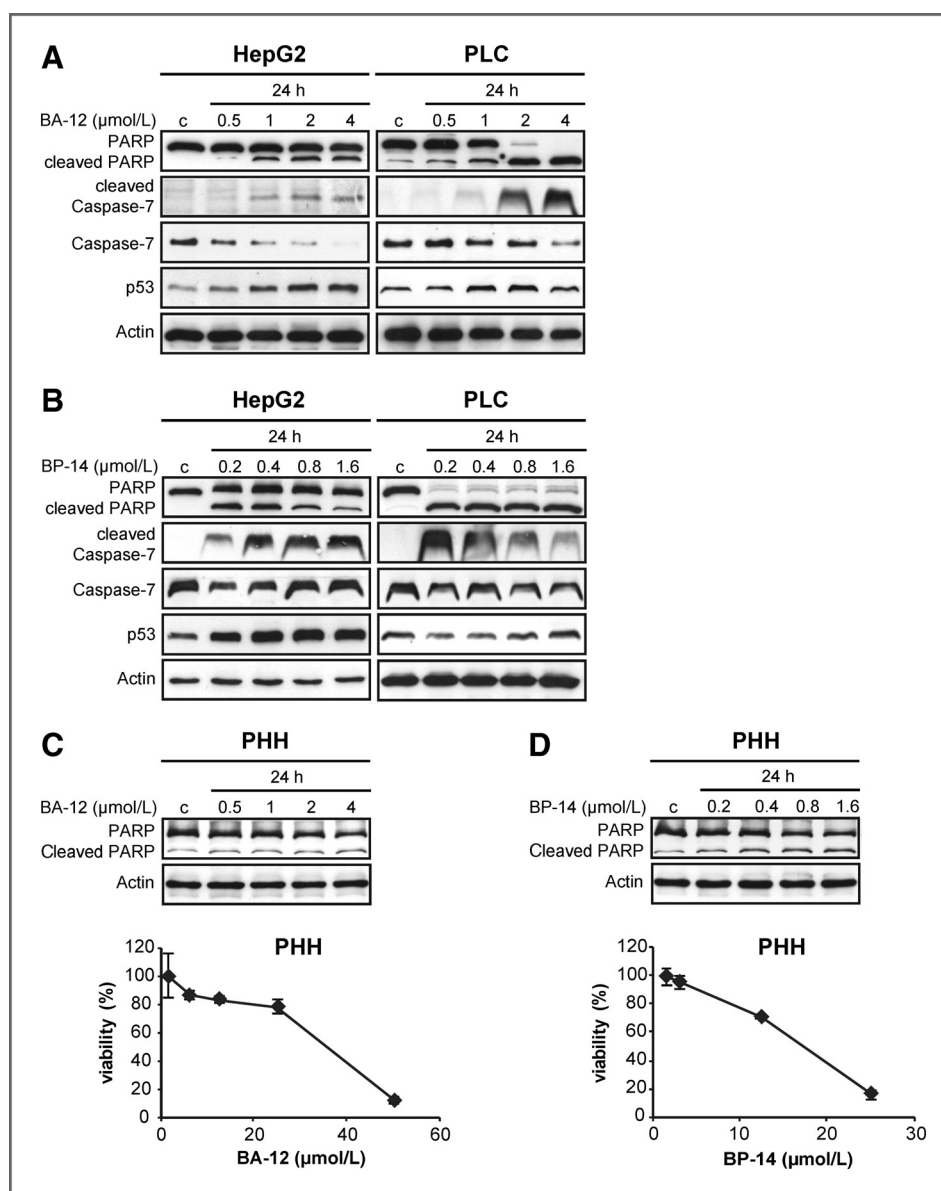 A
HepG2 PLC
24 h 24 h
BA-12 (µmol/L) c 0.5 1 2 4 c 0.5 1 2 4
PARP
cleaved PARP
cleaved
Caspase-7
Caspase-7
p53
Actin
B
HepG2 PLC
24 h 24 h
BP-14 (µmol/L) c 0.2 0.4 0.8 1.6 c 0.2 0.4 0.8 1.6
PARP
cleaved PARP
cleaved
Caspase-7
Caspase-7
p53
Actin
C
PHH
24 h
BA-12 (µmol/L) c 0.5 1 2 4
PARP
Cleaved PARP
Actin
PHH
120
100
80
60
40
20
0
viability (%)
0 20 40 60
BA-12 (µmol/L)
D
PHH
24 h
BP-14 (µmol/L) c 0.2 0.4 0.8 1.6
PARP
Cleaved PARP
Actin
PHH
120
100
80
60
40
20
0
viability (%)
0 10 20 30
BP-14 (µmol/L)